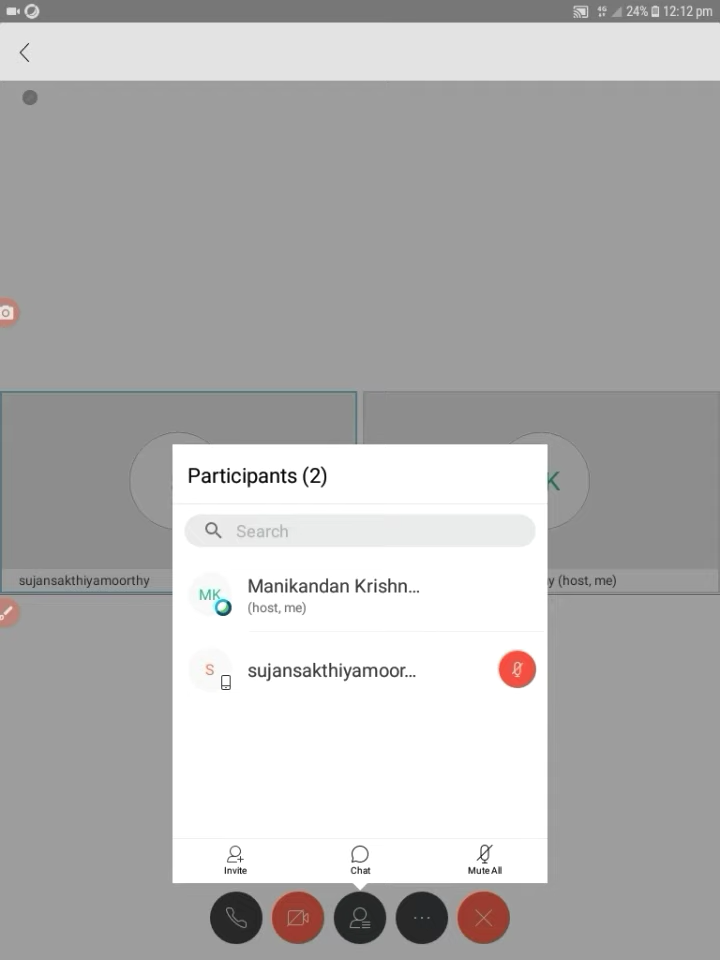 4G 24% 12:12 pm
Participants (2)
Search
K
MK
Manikandan Krishn...
(host, me)
sujansakthiyamoorthy
y (host, me)
S
sujansakthiyamoor...
Invite
Chat
Mute All